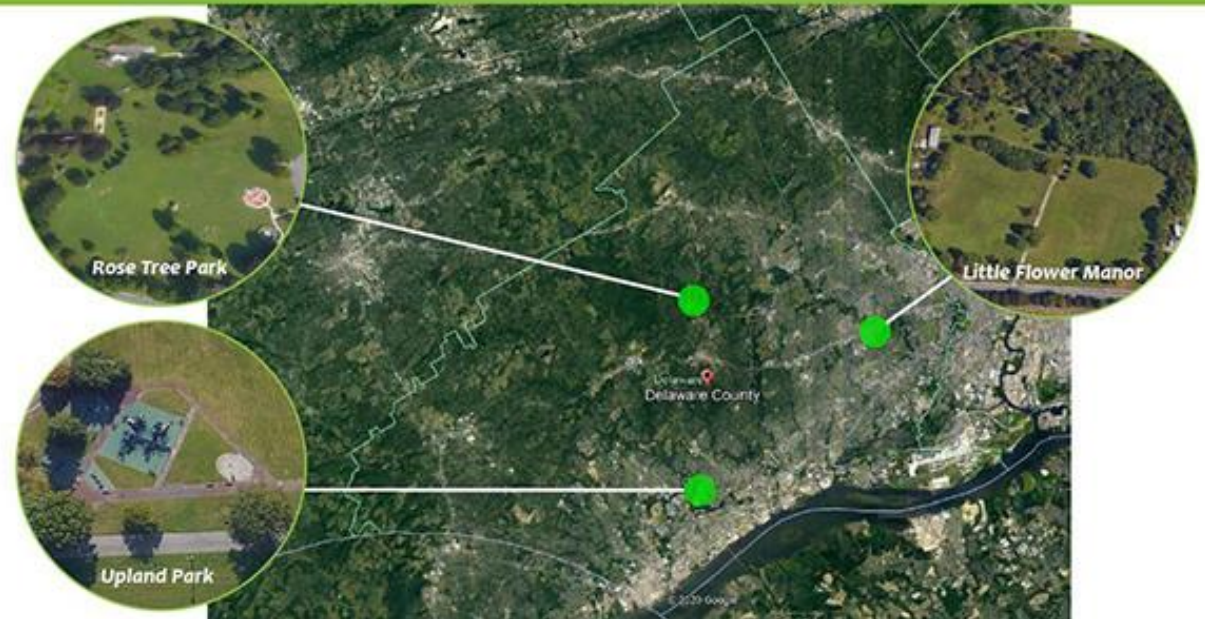 Rose Tree Park
Little Flower Manor
Delaware County
Upland Park
© 2020 Google